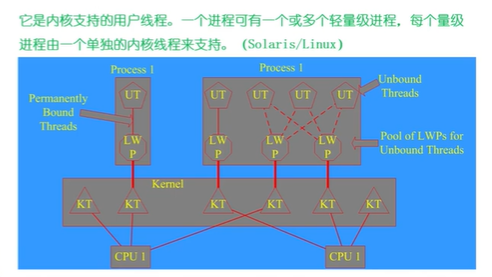 它是内核支持的用户线程。一个进程可有一个或多个轻量级进程，每个量级
进程由一个单独的内核线程来支持。（Solaris/Linux）
Process 1
Process 1
Unbound
Threads
UT
UT
UT
UT
UT
Permanently
Bound
Threads
LW
P
LW
P
LW
P
LW
P
Pool of LWPs for
Unbound Threads
Kernel
KT
KT
KT
KT
KT
KT
CPU 1
CPU 1